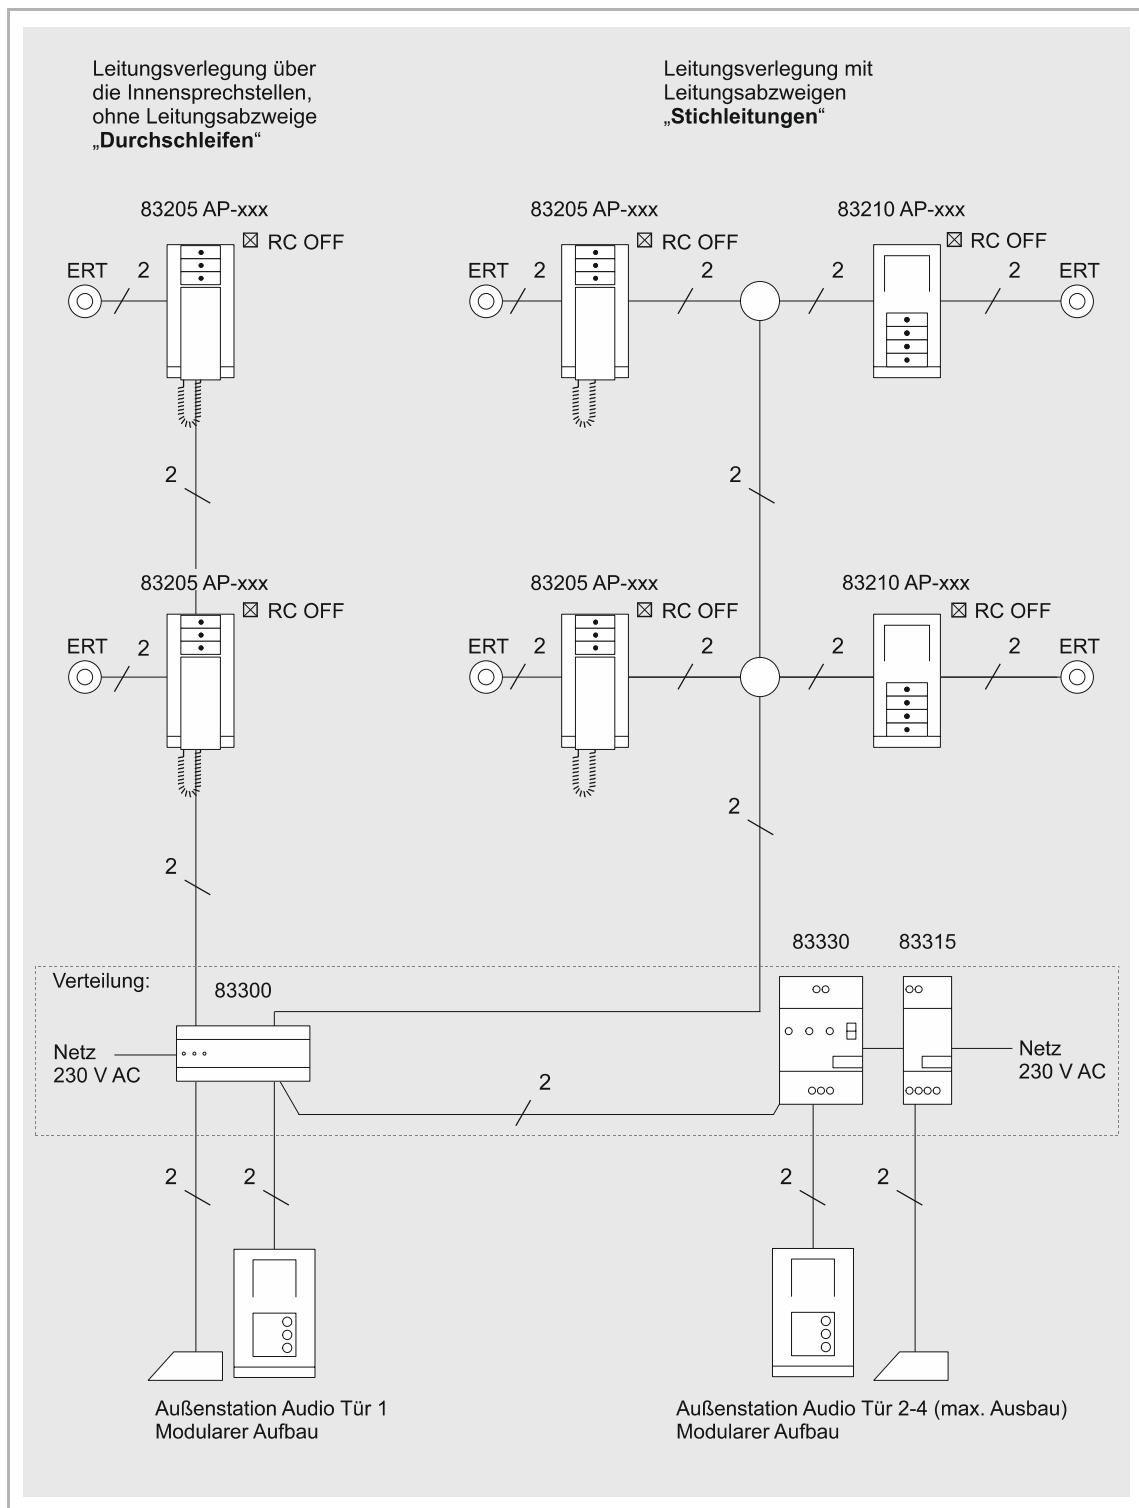 Leitungsverlegung über
die Innensprechstellen,
ohne Leitungsabzweige
„Durchschleifen“
Leitungsverlegung mit
Leitungsabzweigen
„Stichleitungen“
83205 AP-xxx
83205 AP-xxx
83210 AP-xxx
RC OFF
RC OFF
RC OFF
ERT
2
ERT
2
2
2
2
ERT
2
2
83205 AP-xxx
83205 AP-xxx
83210 AP-xxx
RC OFF
RC OFF
RC OFF
ERT
2
ERT
2
2
2
2
ERT
2
2
83330
83315
Verteilung:
83300
Netz
230 V AC
Netz
230 V AC
2
2
2
2
2
Außenstation Audio Tür 1
Modularer Aufbau
Außenstation Audio Tür 2-4 (max. Ausbau)
Modularer Aufbau